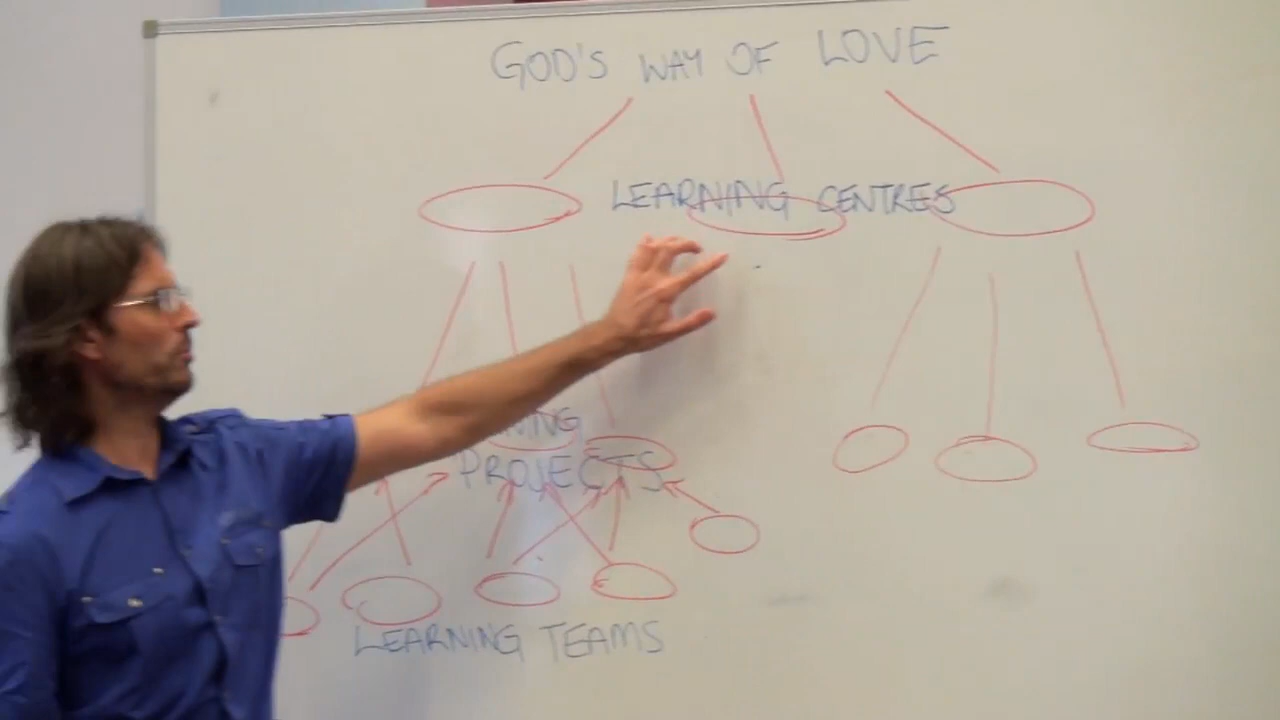 GOD'S WAY OF LOVE
LEARNING CENTRES
PROJECTS
LEARNING TEAMS